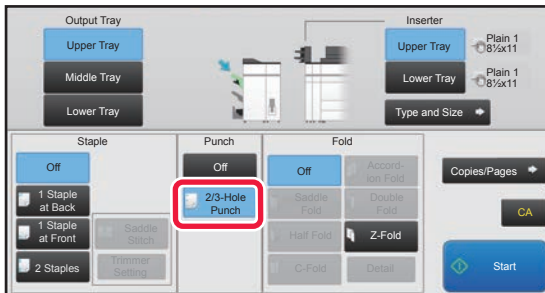 Output Tray
Inserter
Upper Tray
Middle Tray
Lower Tray
Upper Tray
Plain 1
8½x11
Lower Tray
Plain 1
8½x11
Type and Size
Staple
Punch
Fold
Off
1 Staple
at Back
1 Staple
at Front
2 Staples
Saddle
Stitch
Trimmer
Setting
Off
2/3-Hole
Punch
Off
Accord-
ion Fold
Saddle
Fold
Double
Fold
Half Fold
Z-Fold
C-Fold
Detail
Copies/Pages
CA
Start